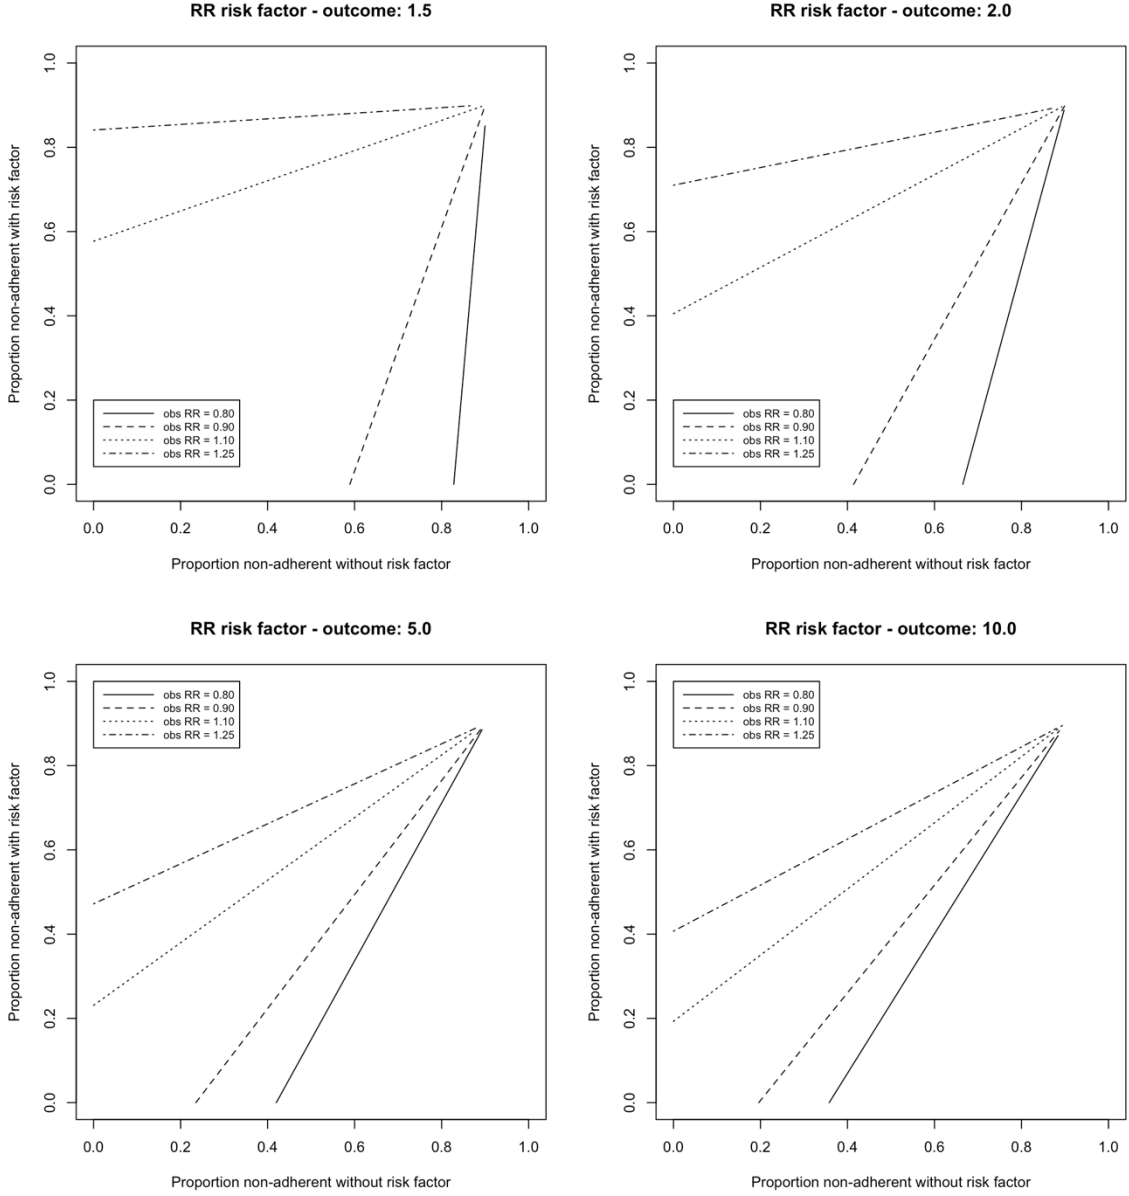 RR risk factor - outcome: 1.5
1.0
0.8
0.6
0.4
0.2
0.0
Proportion non-adherent with risk factor
obs RR = 0.80
obs RR = 0.90
obs RR = 1.10
obs RR = 1.25
0.0 0.2 0.4 0.6 0.8 1.0
Proportion non-adherent without risk factor
RR risk factor - outcome: 2.0
1.0
0.8
0.6
0.4
0.2
0.0
Proportion non-adherent with risk factor
obs RR = 0.80
obs RR = 0.90
obs RR = 1.10
obs RR = 1.25
0.0 0.2 0.4 0.6 0.8 1.0
Proportion non-adherent without risk factor
RR risk factor - outcome: 5.0
1.0
0.8
0.6
0.4
0.2
0.0
Proportion non-adherent with risk factor
obs RR = 0.80
obs RR = 0.90
obs RR = 1.10
obs RR = 1.25
0.0 0.2 0.4 0.6 0.8 1.0
Proportion non-adherent without risk factor
RR risk factor - outcome: 10.0
1.0
0.8
0.6
0.4
0.2
0.0
Proportion non-adherent with risk factor
obs RR = 0.80
obs RR = 0.90
obs RR = 1.10
obs RR = 1.25
0.0 0.2 0.4 0.6 0.8 1.0
Proportion non-adherent without risk factor